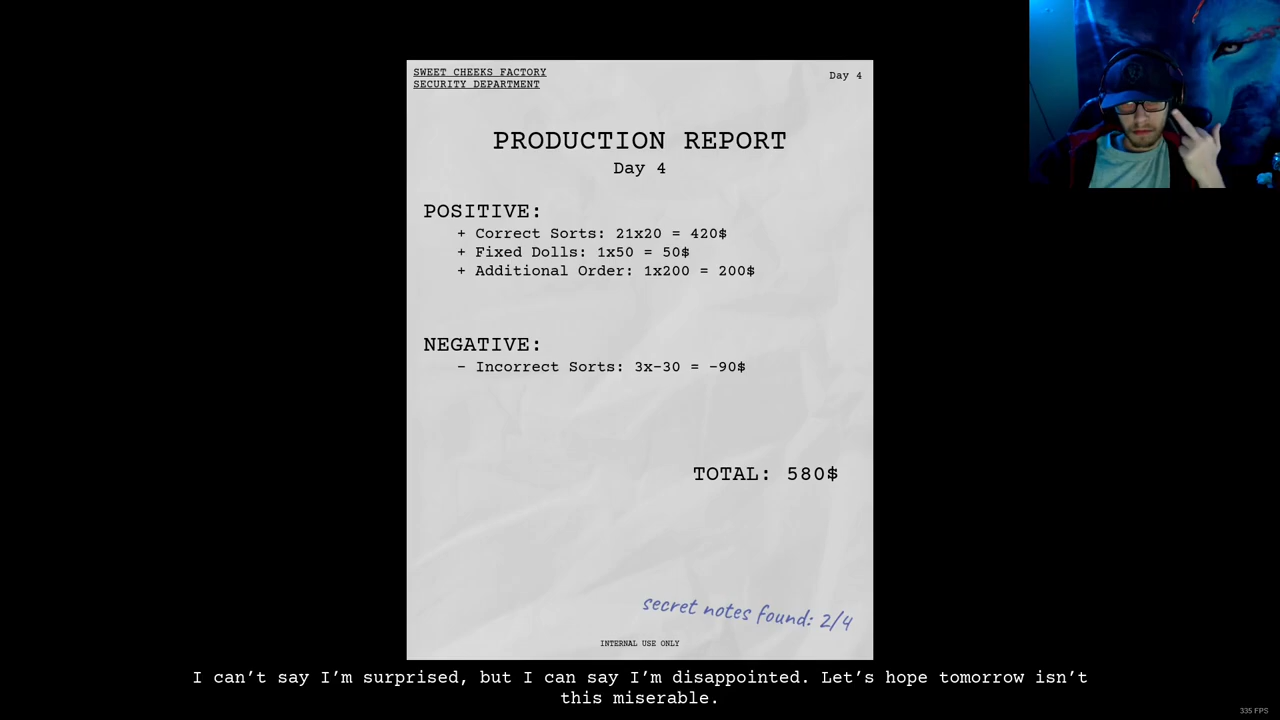 SWEET CHEEKS FACTORY
SECURITY DEPARTMENT
Day 4
PRODUCTION REPORT
Day 4
POSITIVE:
+ Correct Sorts: 21x20 = 420$
+ Fixed Dolls: 1x50 = 50$
+ Additional Order: 1x200 = 200$
NEGATIVE:
- Incorrect Sorts: 3x-30 = -90$
TOTAL: 580$
secret notes found: 2/4
INTERNAL USE ONLY
I can't say I'm surprised, but I can say I'm disappointed. Let's hope tomorrow isn't
this miserable.
335 FPS